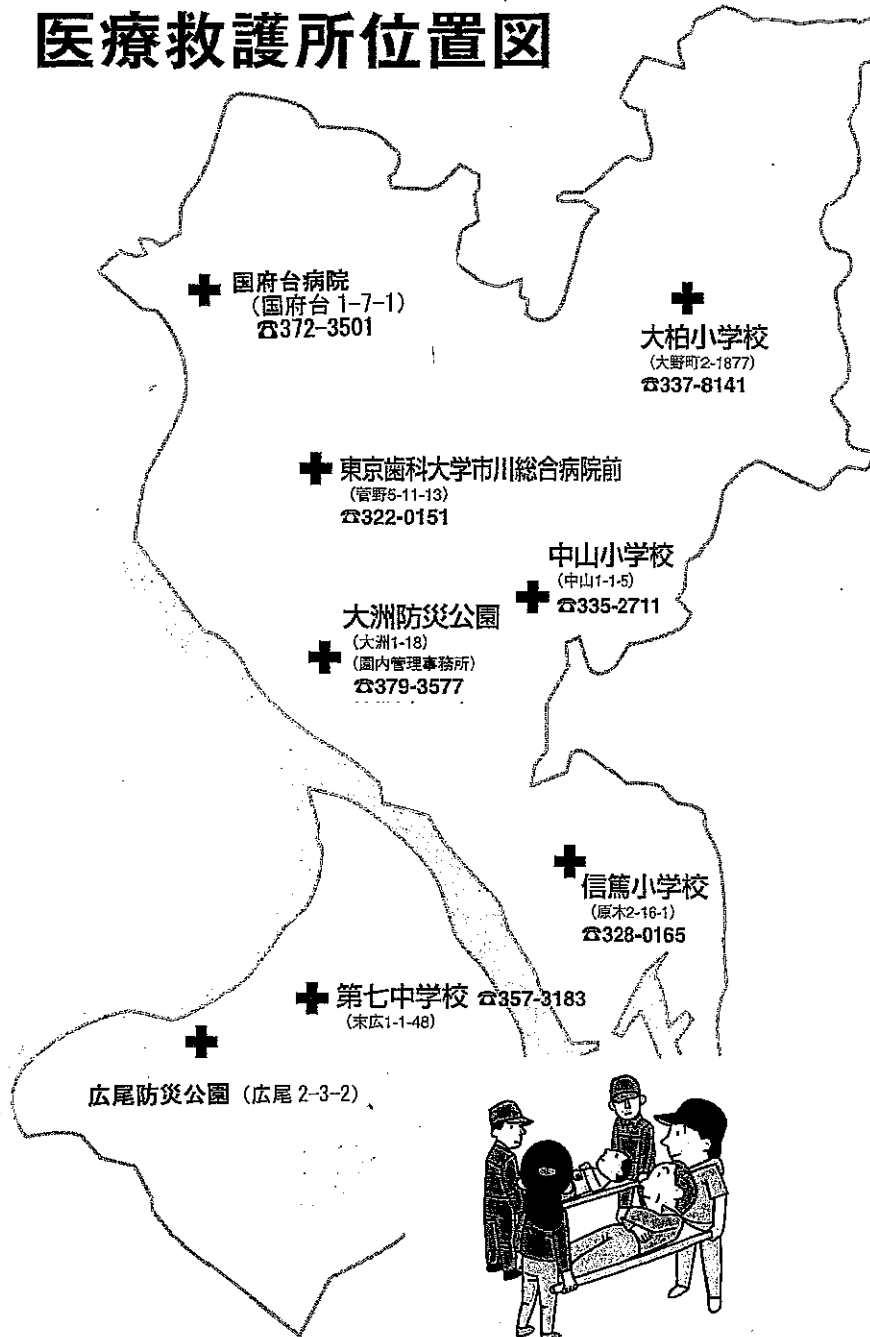 医療救護所位置図
国府台病院
（国府台 1-7-1）
☎372-3501
大柏小学校
（大野町2-1877）
☎337-8141
東京歯科大学市川総合病院前
（菅野5-11-13）
☎322-0151
中山小学校
（中山1-1-5）
☎335-2711
大洲防災公園
（大洲1-18）
（園内管理事務所）
☎379-3577
信篤小学校
（原木2-16-1）
☎328-0165
第七中学校 ☎357-3183
（末広1-1-48）
広尾防災公園（広尾 2-3-2）